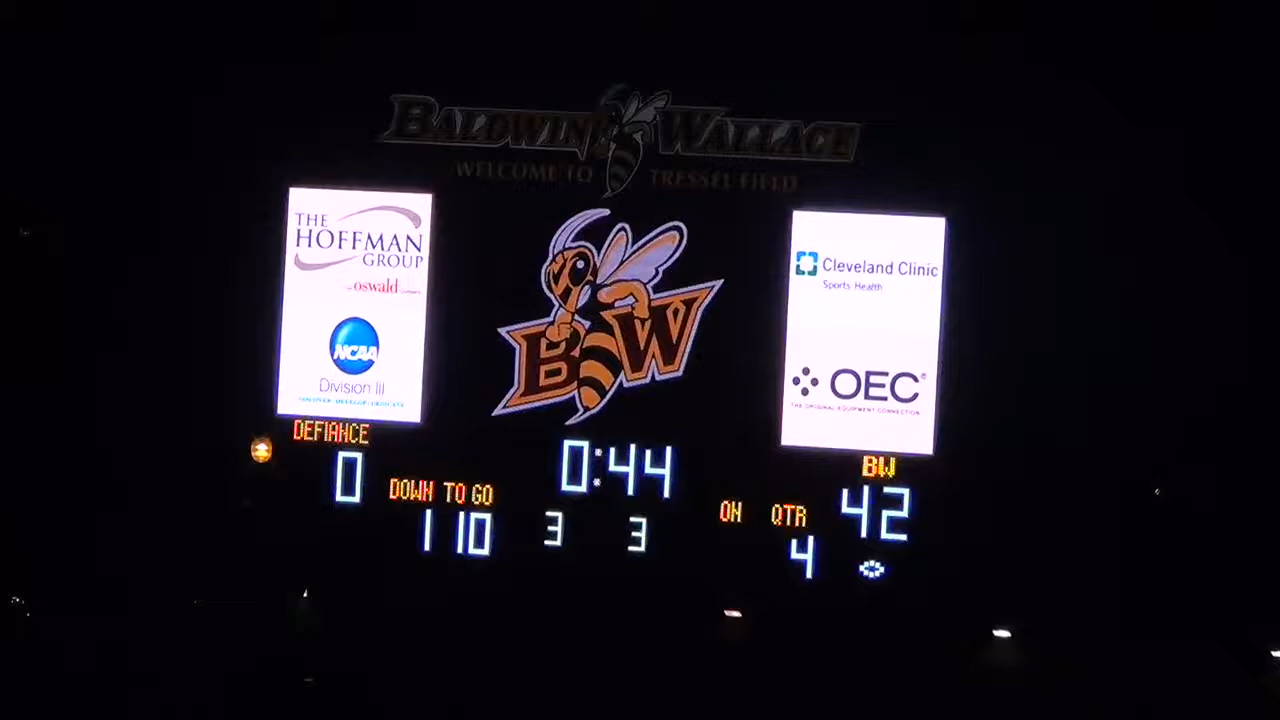 BALDWIN WALLACE
WELCOME TO TRESSEL FIELD
THE
HOFFMAN
GROUP
oswald
NCAA
Division III
BW
Cleveland Clinic
Sports Health
OEC®
THE ORIGINAL EQUIPMENT CONNECTION
DEFIANCE
0
0:44
BW
42
DOWN TO GO
1 10
3 3
ON QTR
4